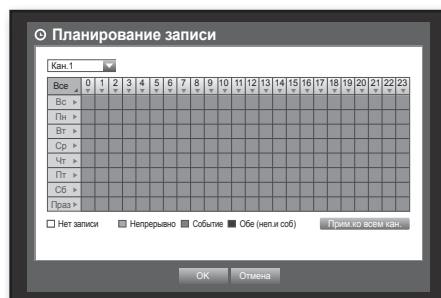 Планирование записи
Кан.1
Все 0 1 2 3 4 5 6 7 8 9 10 11 12 13 14 15 16 17 18 19 20 21 22 23
Вс
Пн
Вт
Ср
Чт
Пт
Сб
Праз
Нет записи Непрерывно Событие Обе (неп.и соб) Прим.ко всем кан.
OK Отмена